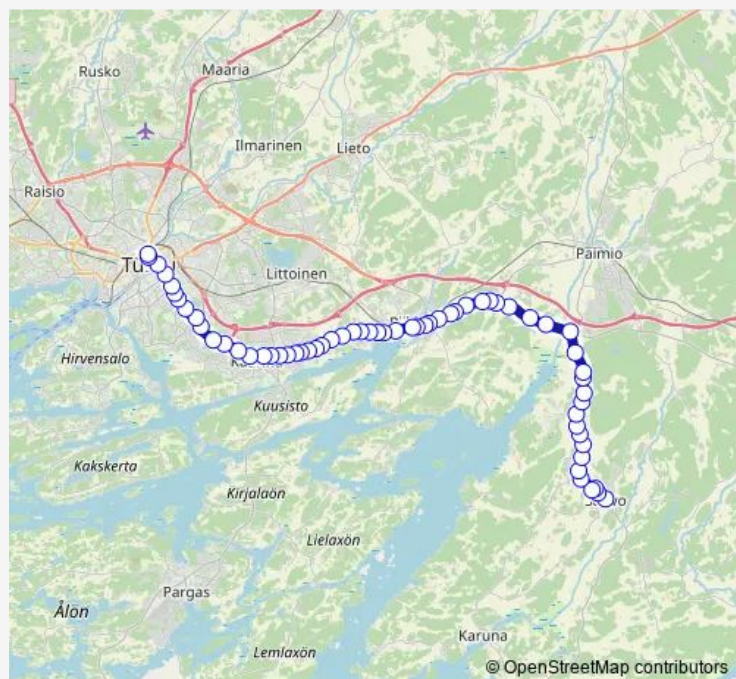 Rusko
Maaria
Ilmarinen
Lieto
Raisio
Paimio
Littoinen
Hirvensalo
Kuusisto
Kakskerta
Kirjalaön
Lielaxön
Pargas
Ålön
Karuna
Lemlaxön
© OpenStreetMap contributors